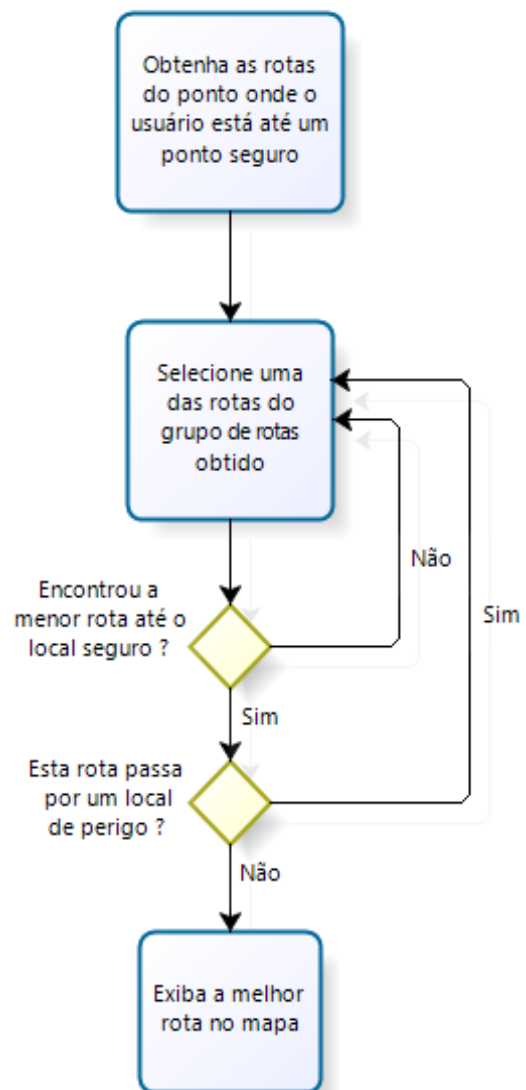 Obtenha as rotas
do ponto onde o
usuário está até um
ponto seguro
Selecione uma
das rotas do
grupo de rotas
obtido
Não
Encontrou a
menor rota até o
local seguro ?
Sim
Sim
Esta rota passa
por um local
de perigo ?
Não
Exiba a melhor
rota no mapa